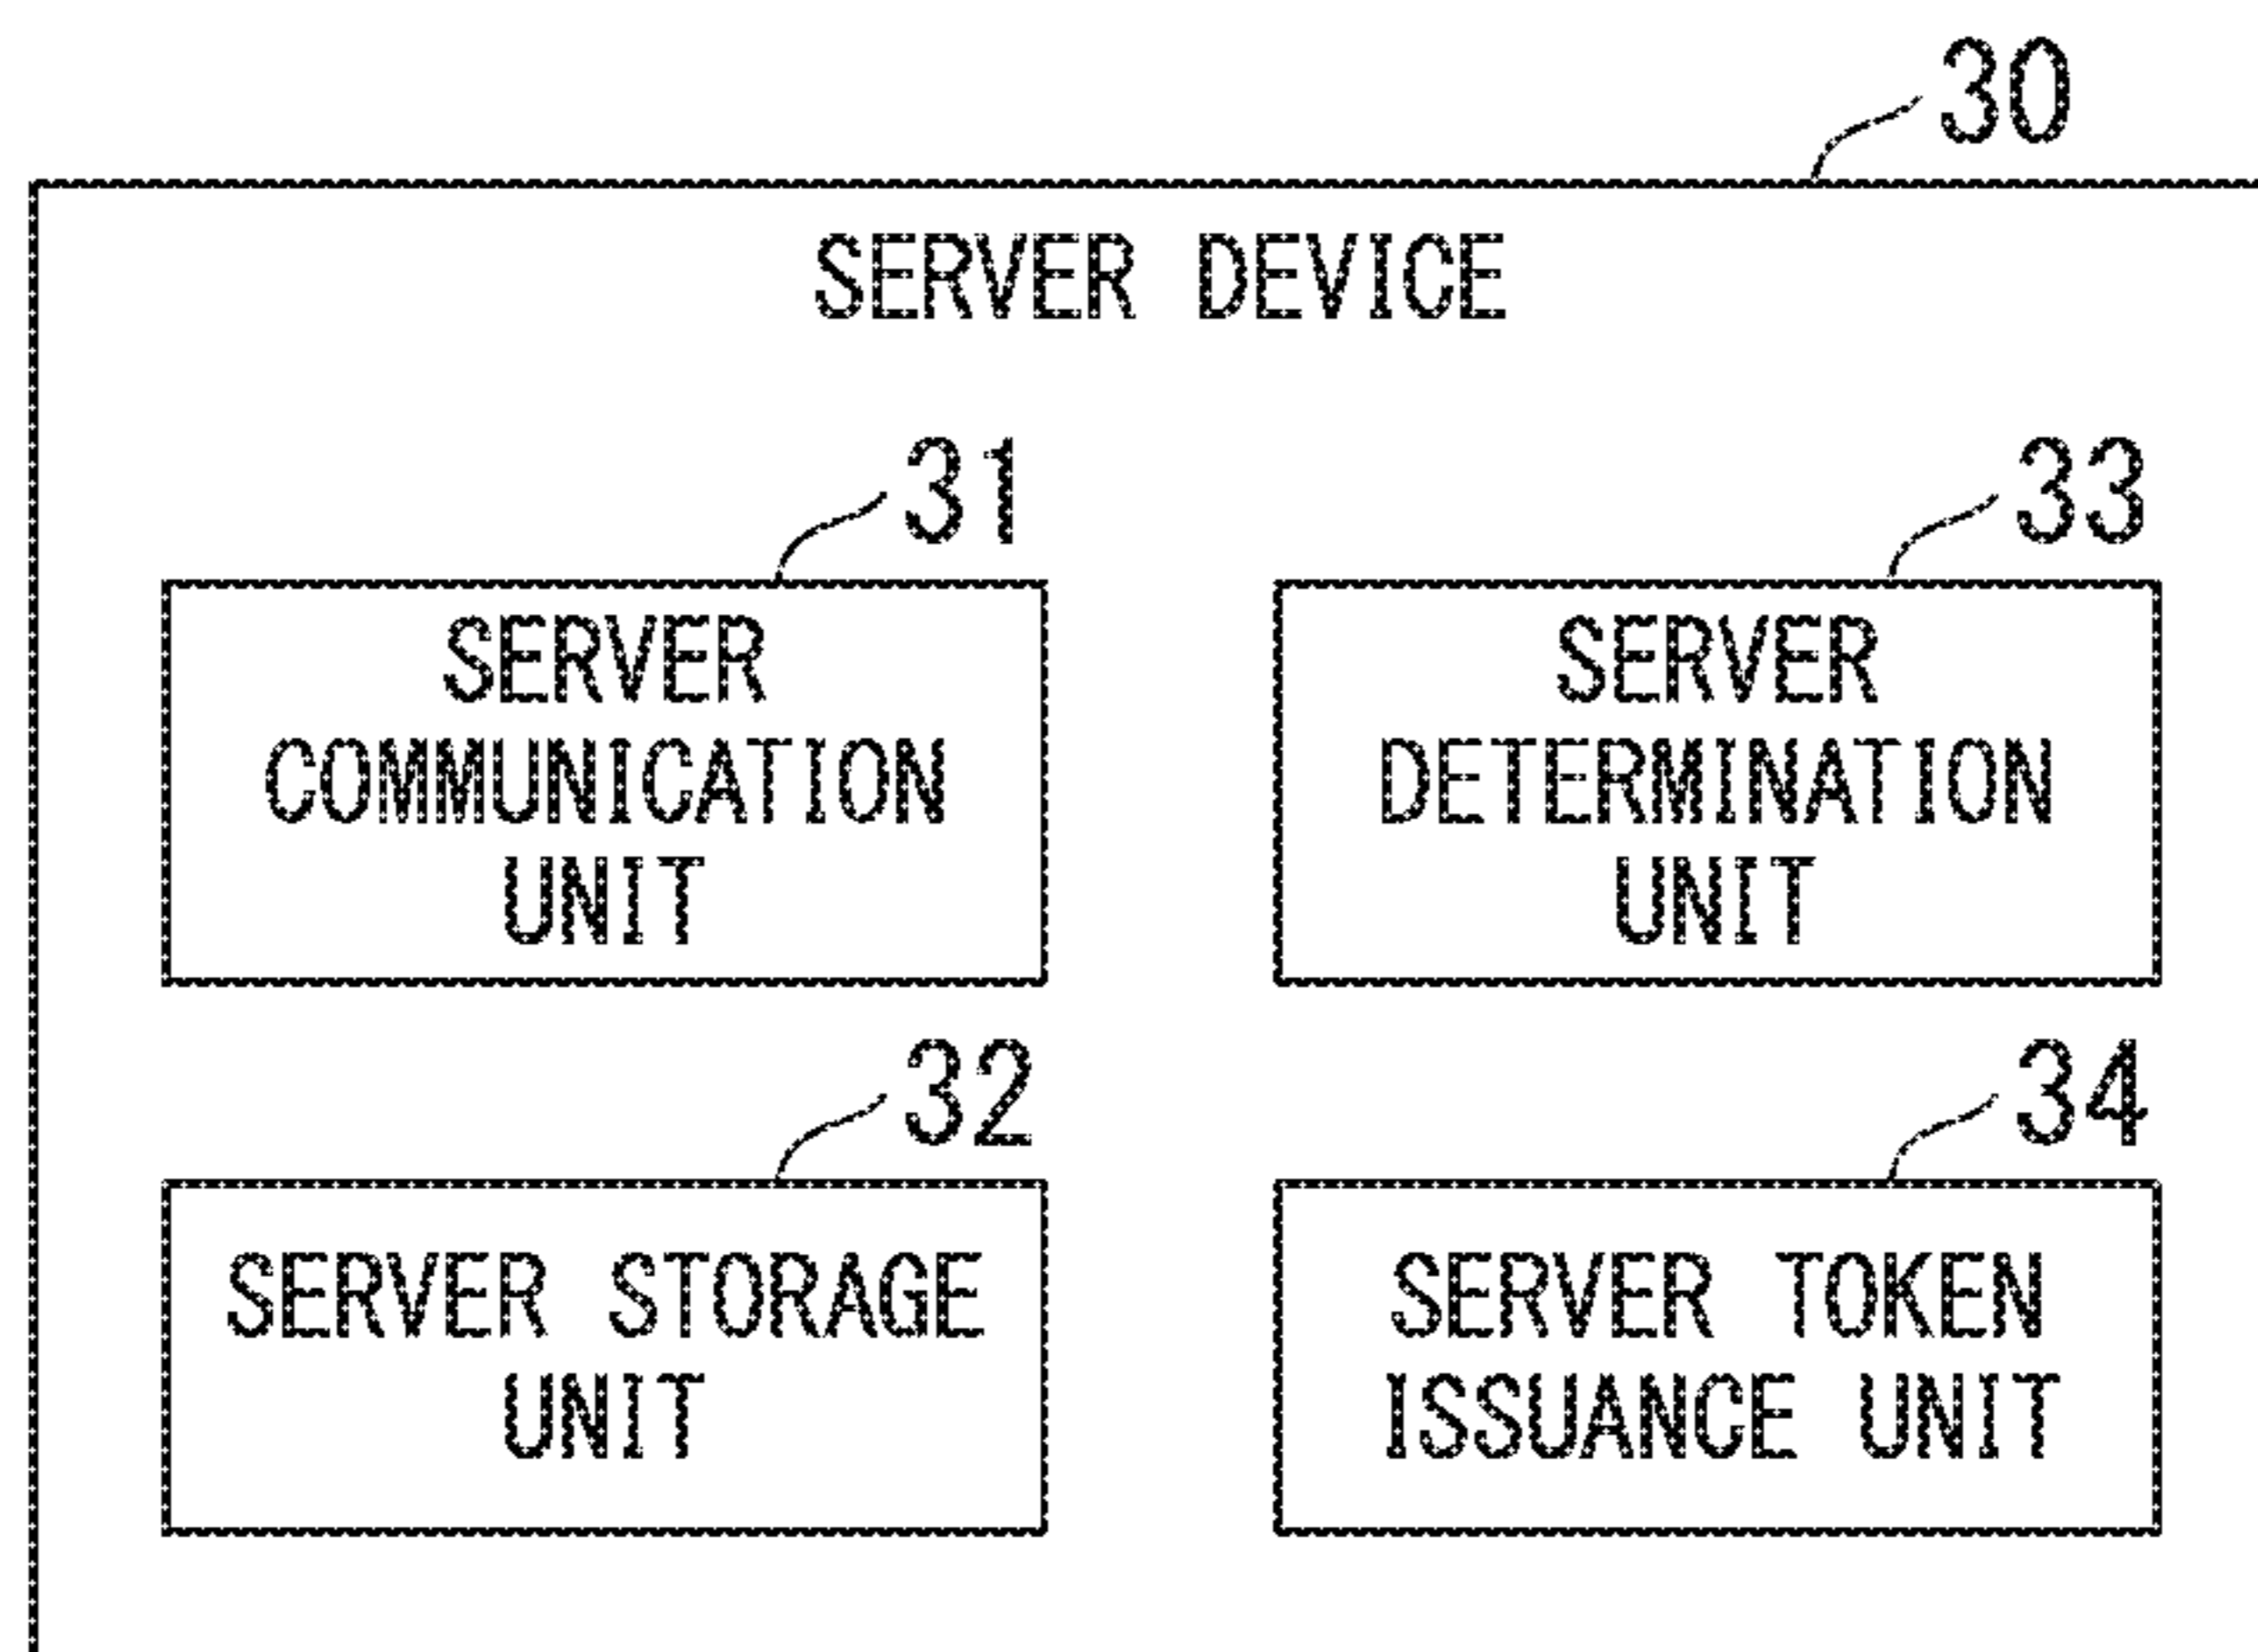 30
SERVER DEVICE
31
SERVER
COMMUNICATION
UNIT
33
SERVER
DETERMINATION
UNIT
32
SERVER STORAGE
UNIT
34
SERVER TOKEN
ISSUANCE UNIT